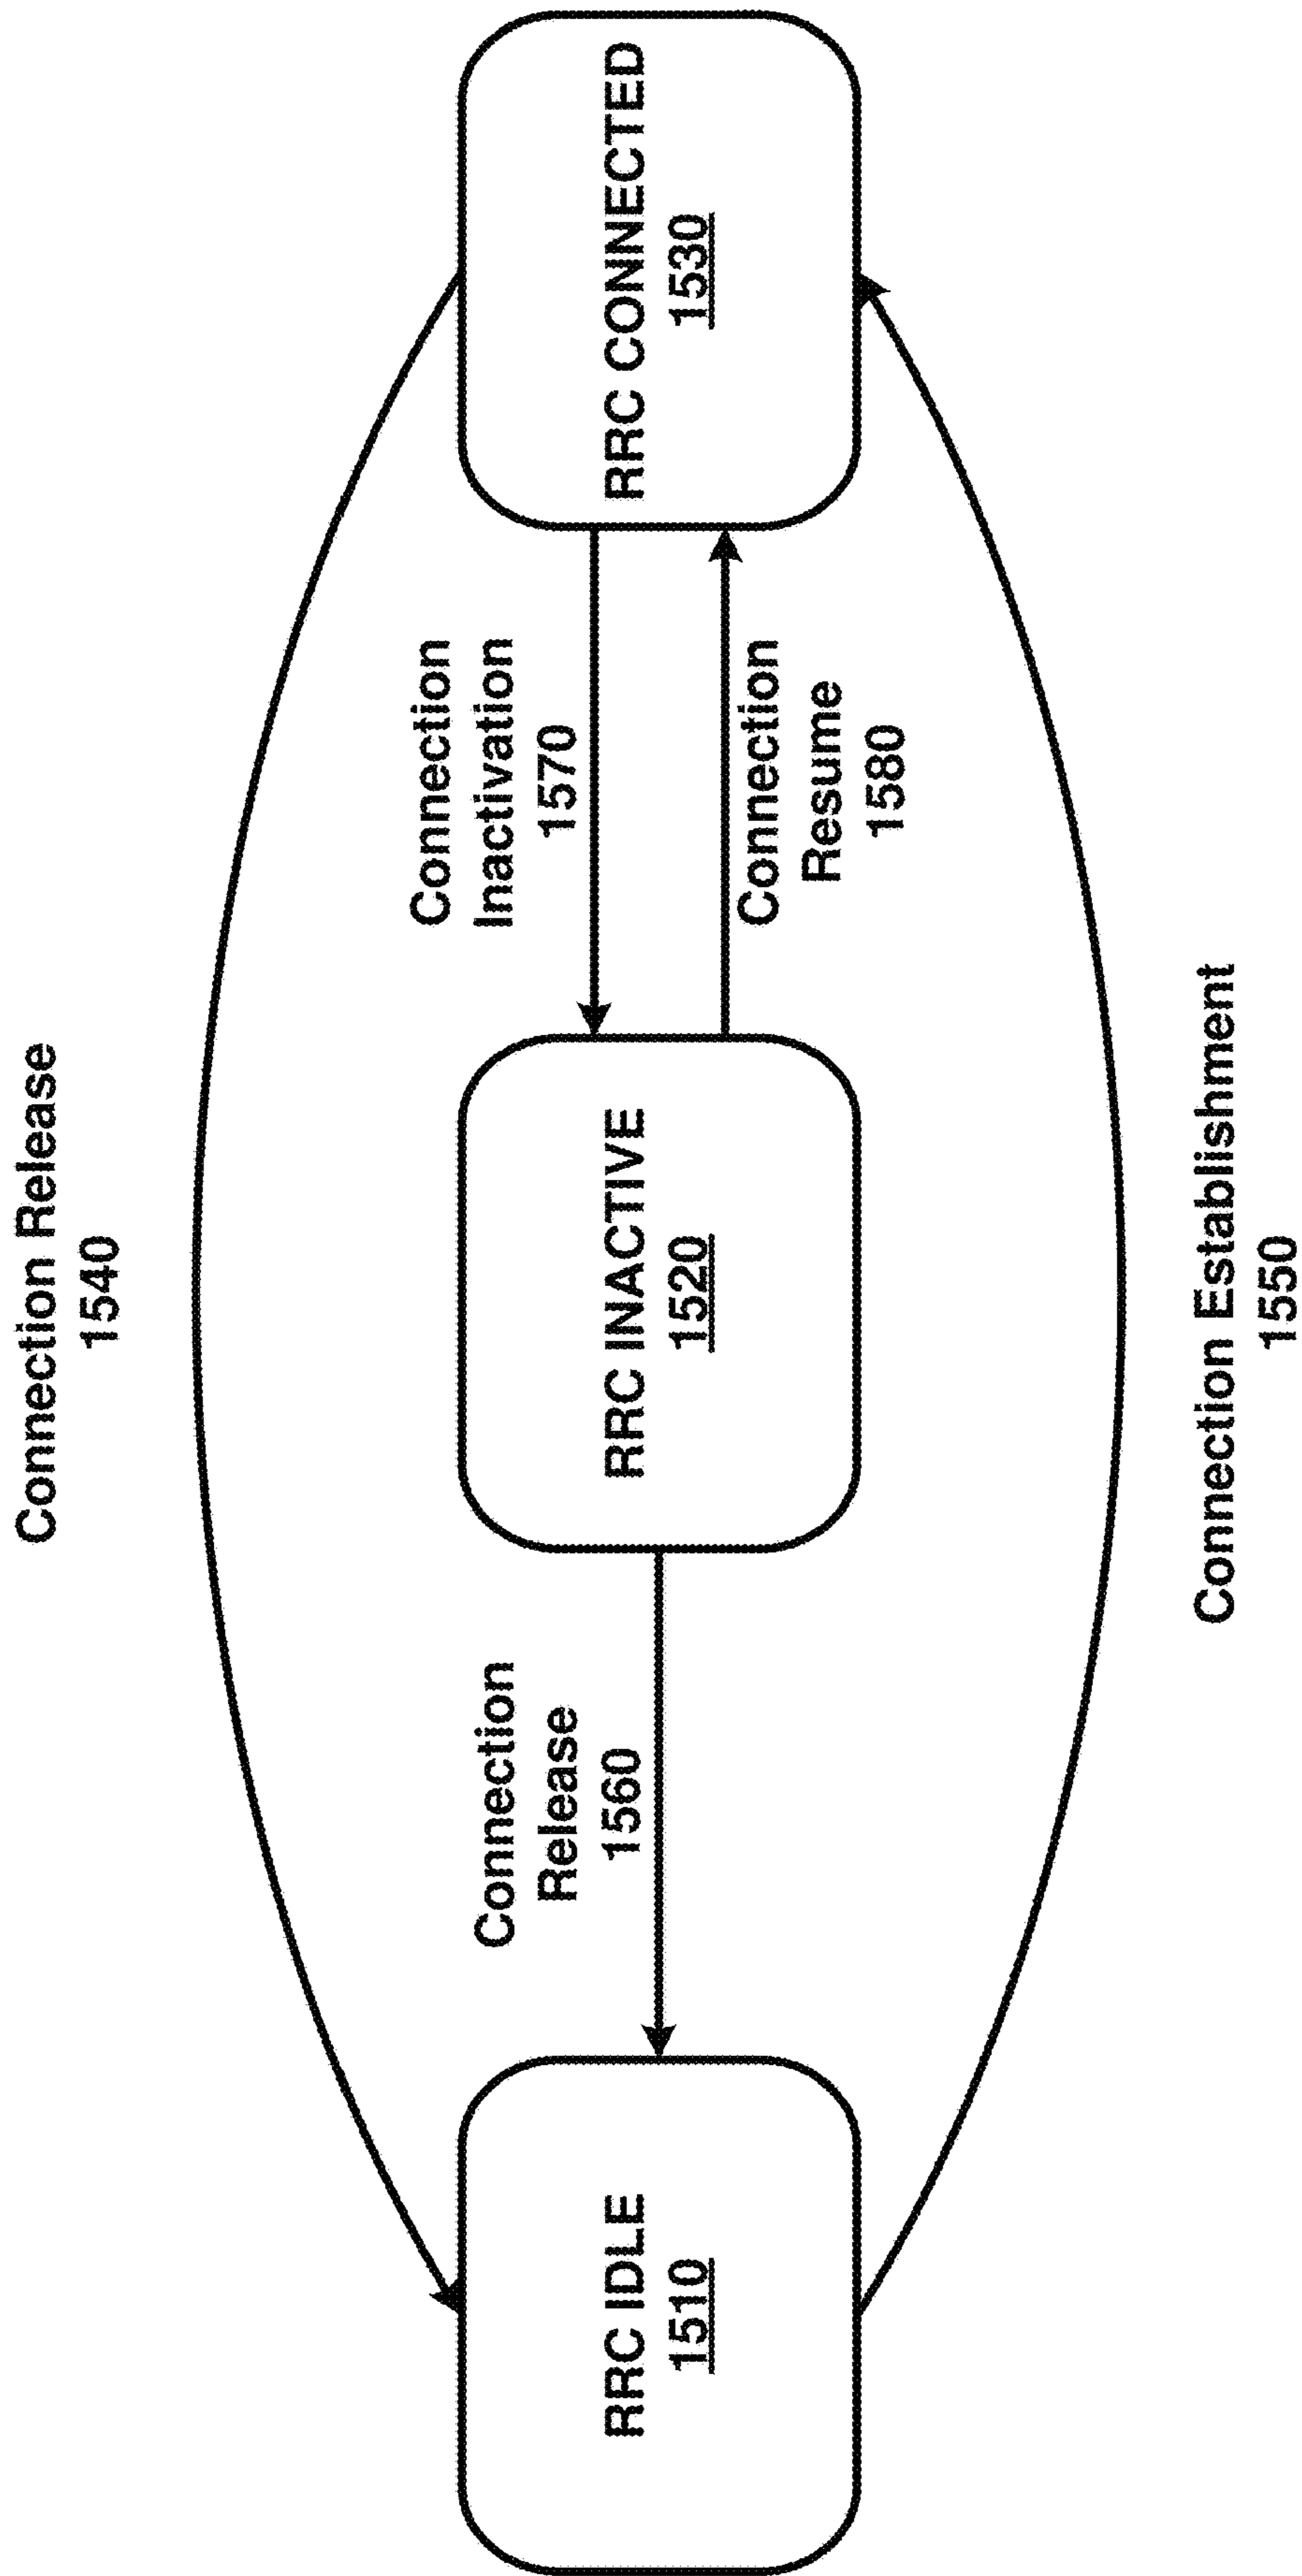 Connection Release
1540
RRC IDLE
1510
Connection
Release
1560
RRC INACTIVE
1520
Connection
Inactivation
1570
Connection
Resume
1580
RRC CONNECTED
1530
Connection Establishment
1550